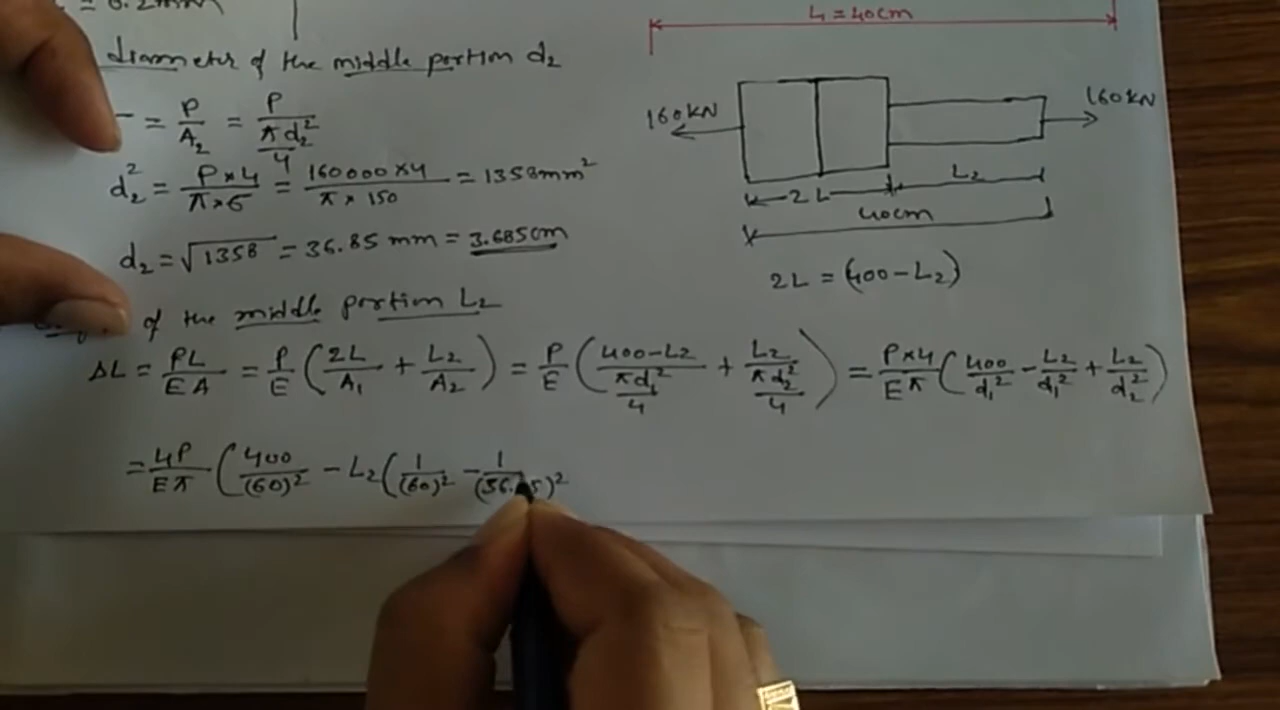 = 0.2mm
L = 40cm
diameter of the middle portion d₂
= P/A₂ = P/(πd₂²/4)
d₂² = (P×4)/(π×σ) = (160000×4)/(π×150) = 1358mm²
d₂ = √1358 = 36.85 mm = 3.685cm
160KN
160KN
2L
L₂
40cm
2L = (400-L₂)
of the middle portion L₂
ΔL = PL/EA = P/E (2L/A₁ + L₂/A₂) = P/E ((400-L₂)/(πd₁²/4) + L₂/(πd₂²/4)) = (P×4)/(Eπ) (400/d₁² - L₂/d₁² + L₂/d₂²)
= 4P/Eπ (400/(60)² - L₂(1/(60)² - 1/(36.85)²